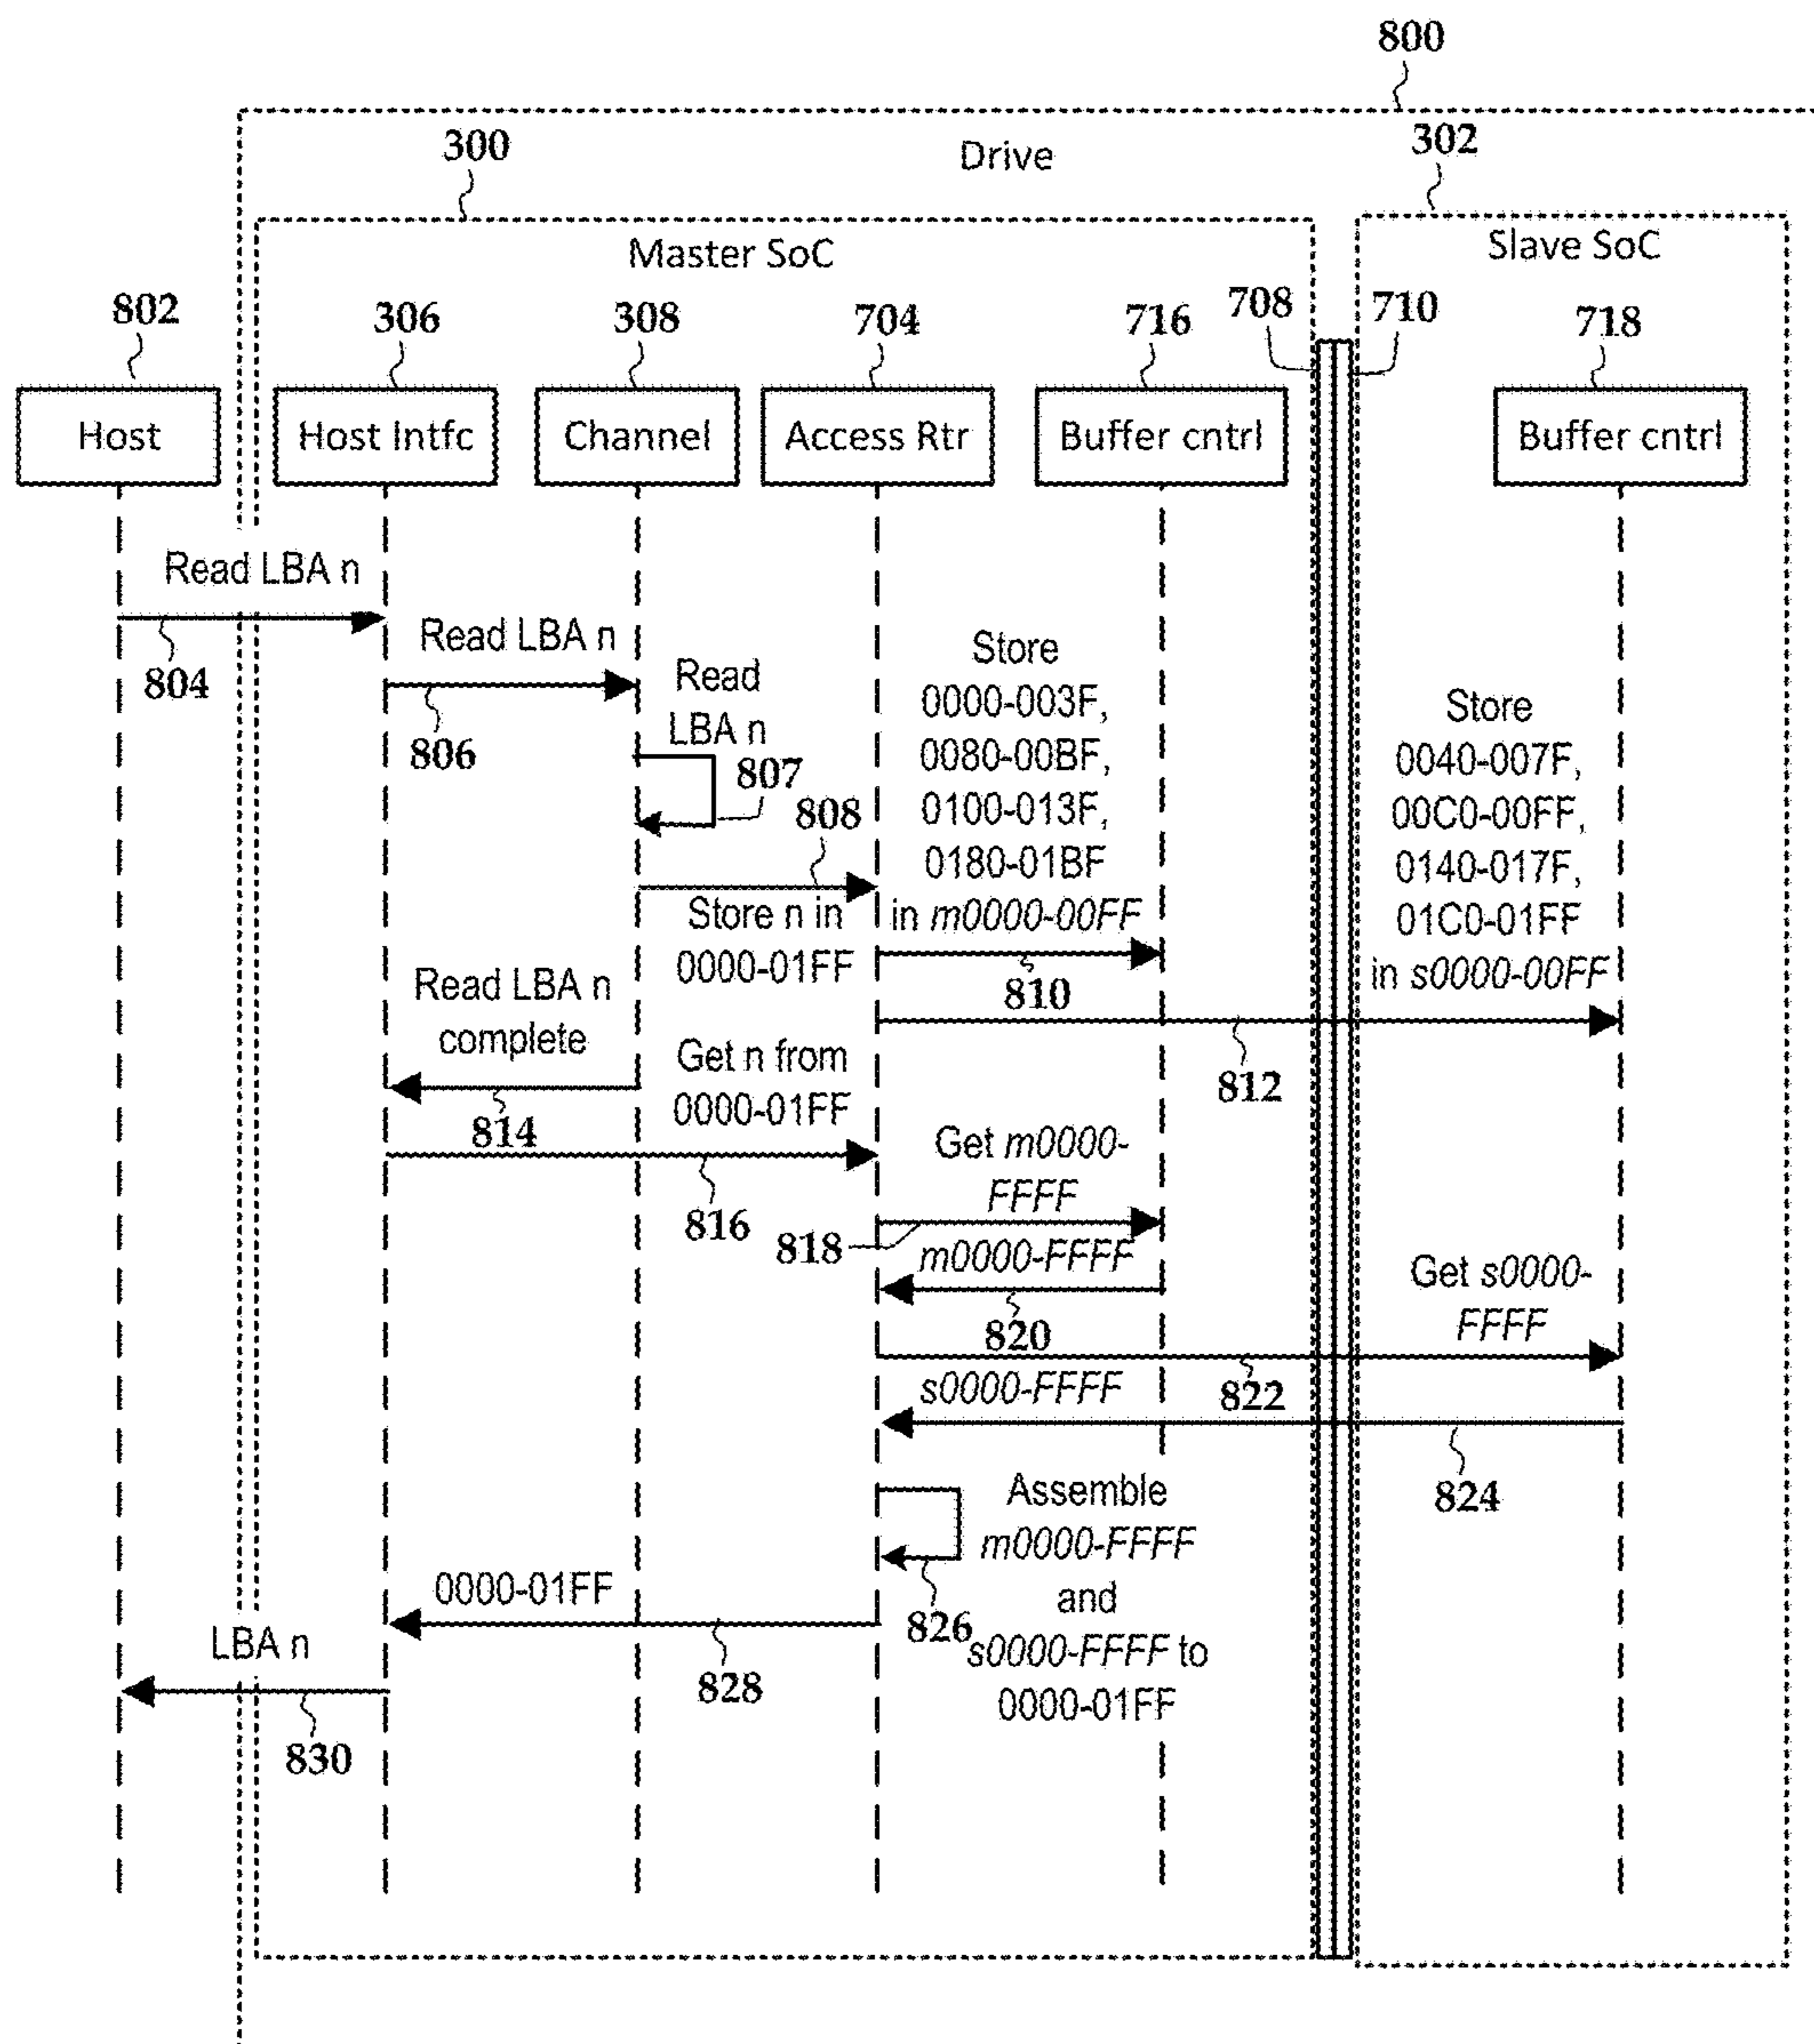 800
300
Drive
302
Master SoC
Slave SoC
802
306
308
704
716
708
710
718
Host
Host Intfc
Channel
Access Rtr
Buffer cntrl
Buffer cntrl
Read LBA n
804
Read LBA n
806
Read
LBA n
807
808
Store n in
0000-01FF
Store
0000-003F,
0080-00BF,
0100-013F,
0180-01BF
in m0000-00FF
810
Store
0040-007F,
00C0-00FF,
0140-017F,
01C0-01FF
in s0000-00FF
812
Read LBA n
complete
814
Get n from
0000-01FF
816
Get m0000-
FFFF
818
m0000-FFFF
820
Get s0000-
FFFF
822
s0000-FFFF
824
Assemble
m0000-FFFF
and
s0000-FFFF to
0000-01FF
826
0000-01FF
828
LBA n
830